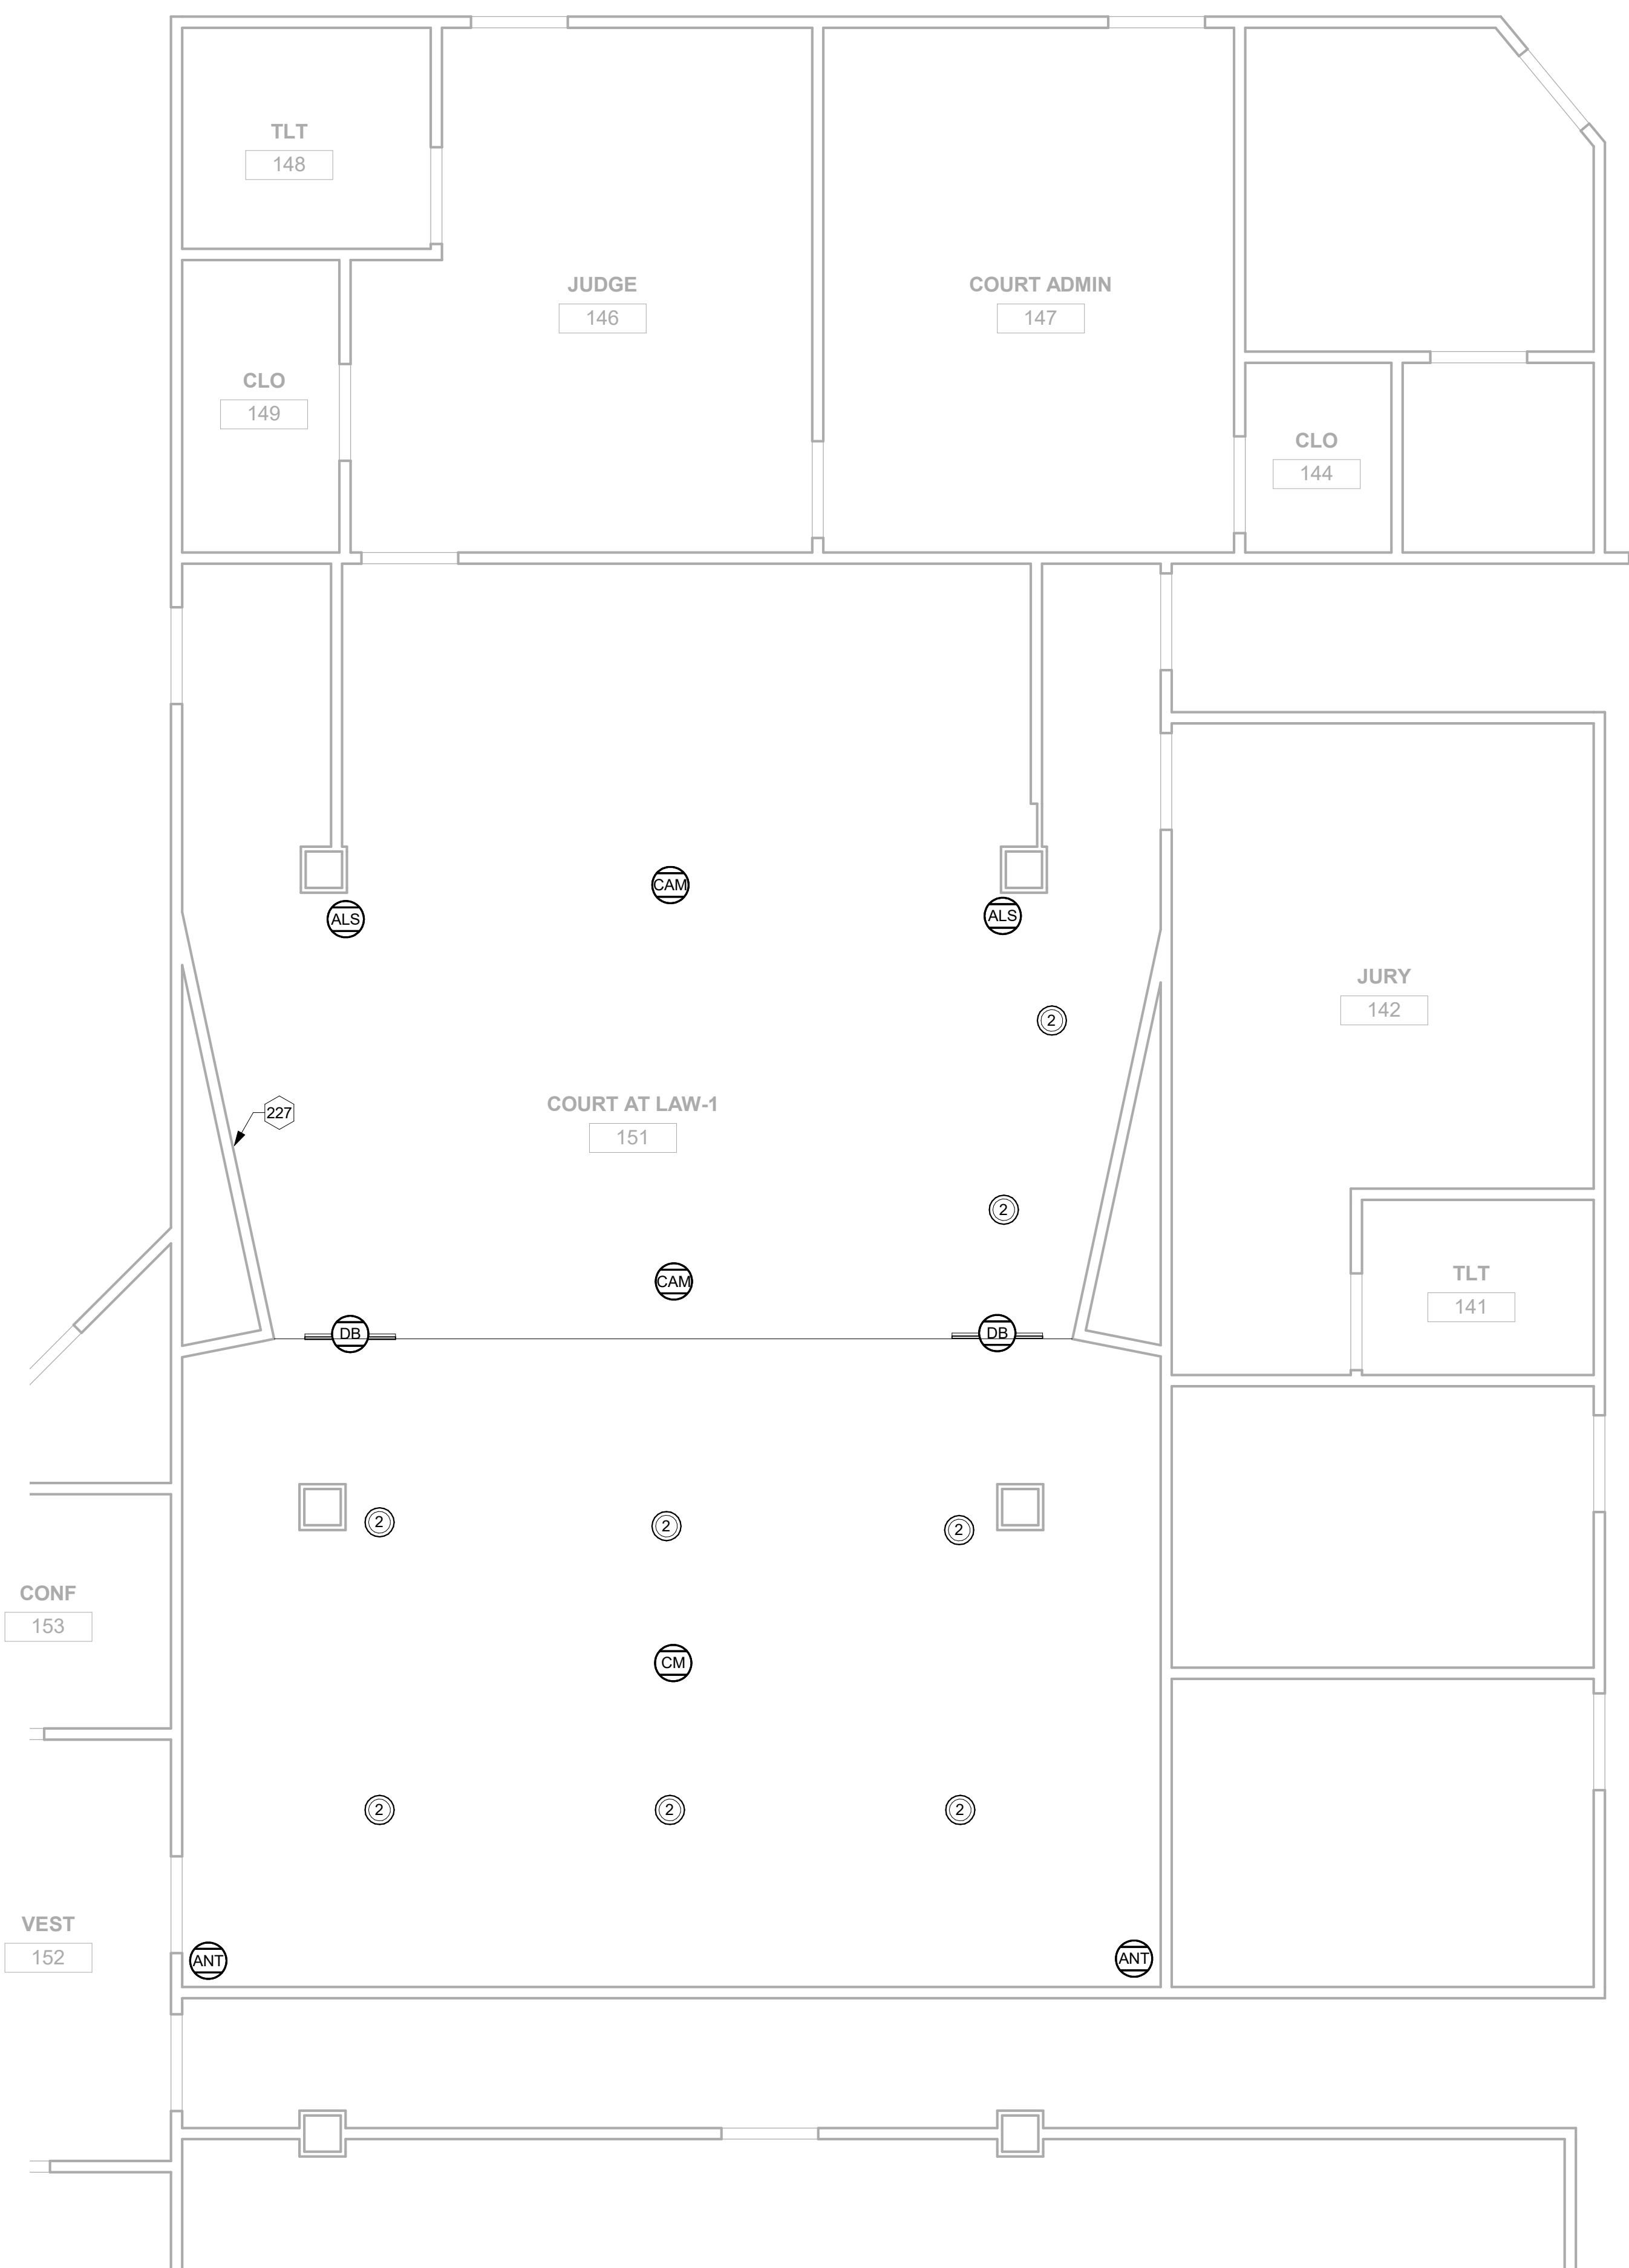 TLT
148
JUDGE
146
COURT ADMIN
147
CLO
149
CLO
144
CAM
ALS
ALS
JURY
142
2
COURT AT LAW-1
151
227
2
TLT
141
CAM
DB
DB
2
2
2
CONF
153
CM
2
2
2
VEST
152
ANT
ANT